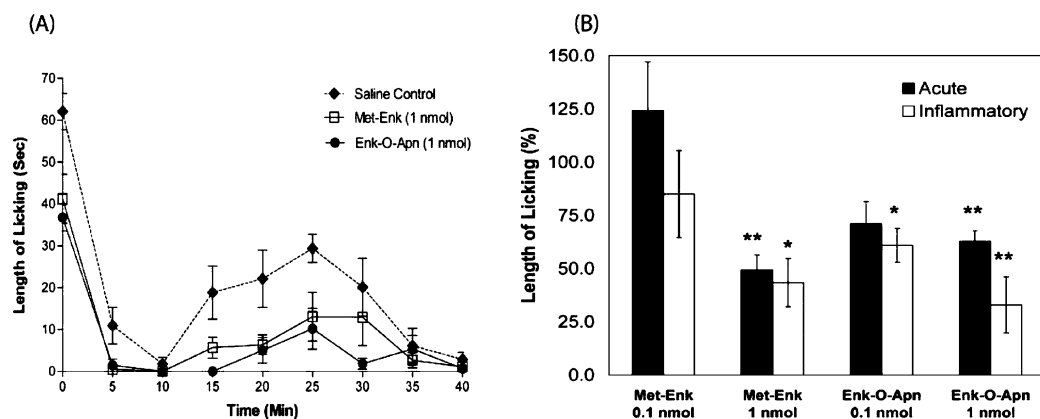 (A)
70
60
50
40
30
20
10
0
Length of Licking (Sec)
Saline Control
Met-Enk (1 nmol)
Enk-O-Apn (1 nmol)
0 5 10 15 20 25 30 35 40
Time (Min)
(B)
150.0
125.0
100.0
75.0
50.0
25.0
0.0
Length of Licking (%)
Acute
Inflammatory
** * * ** **
Met-Enk Met-Enk Enk-O-Apn Enk-O-Apn
0.1 nmol 1 nmol 0.1 nmol 1 nmol